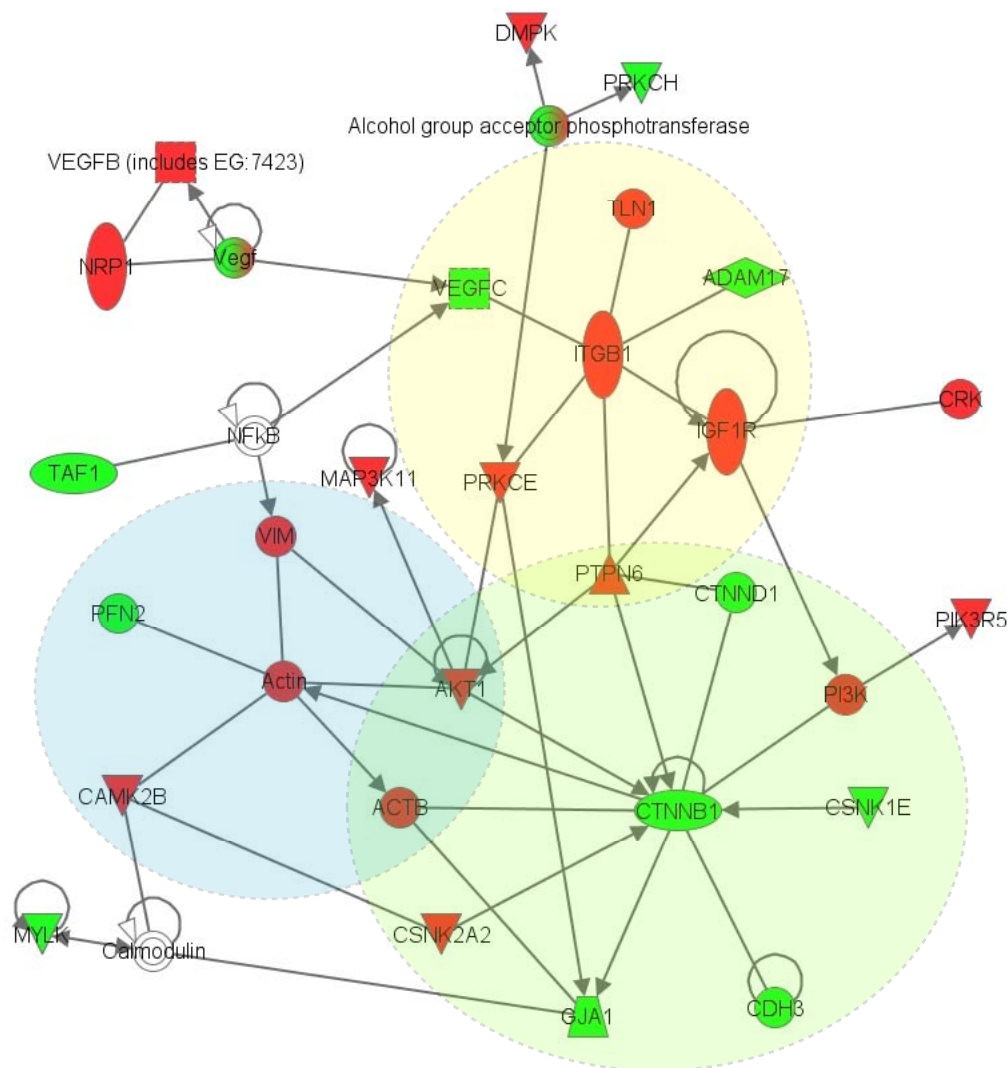 DMPK
PRKCH
Alcohol group acceptor phosphotransferase
VEGFB (includes EG:7423)
TLN1
NRP1
Vegf
VEGFC
ADAM17
ITGB1
CRK
IGF1R
NFkB
TAF1
MAP3K11
PRKCE
VIM
PTPN6
CTNND1
PFN2
PIK3R5
Actin
AKT1
PI3K
CAMK2B
ACTB
CTNNB1
CSNK1E
MYLK
Calmodulin
CSNK2A2
GJA1
CDH3